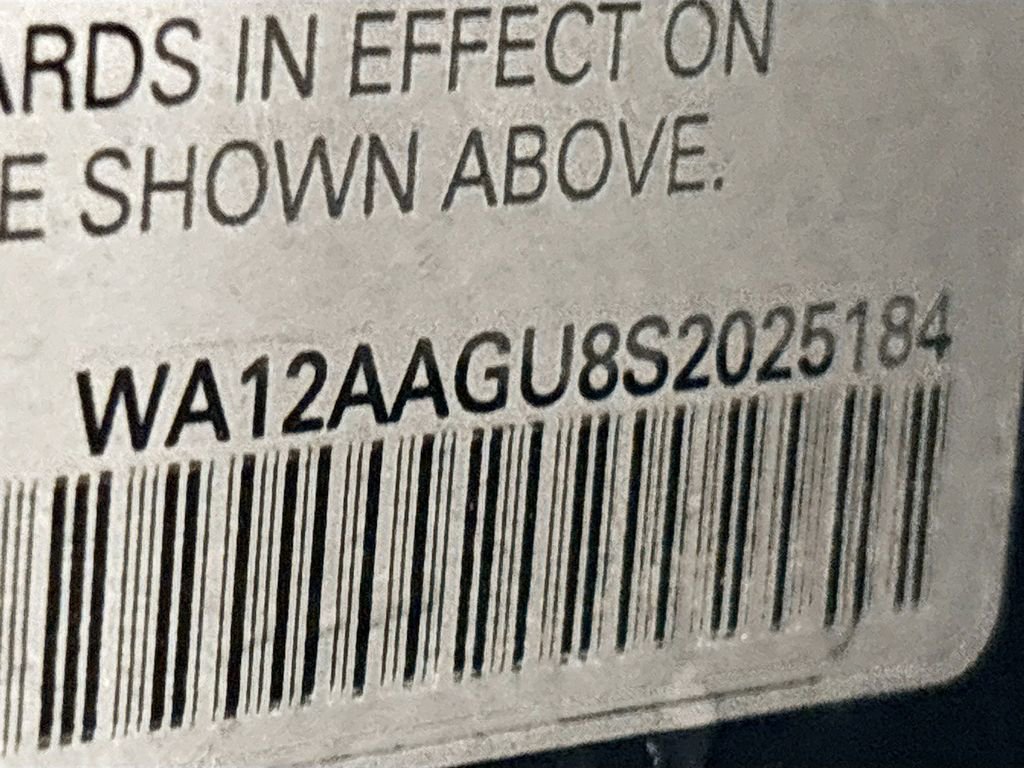 ARDS IN EFFECT ON
E SHOWN ABOVE.
WA12AAGU8S2025184